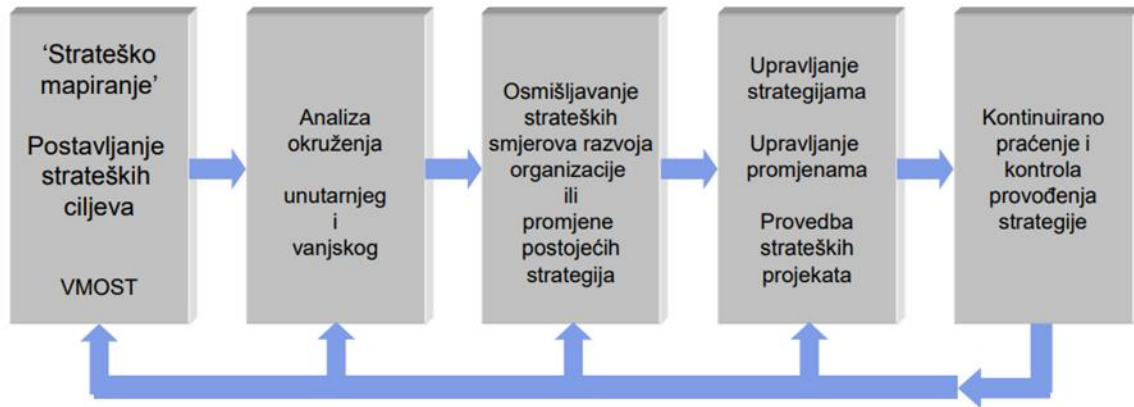 ‘Strateško
mapiranje’
Postavljanje
strateških
ciljeva
VMOST
Analiza
okruženja
unutarnjeg
i
vanjskog
Osmišljavanje
strateških
smjerova razvoja
organizacije
ili
promjene
postojećih
strategija
Upravljanje
strategijama
Upravljanje
promjenama
Provedba
strateških
projekata
Kontinuirano
praćenje i
kontrola
provođenja
strategije